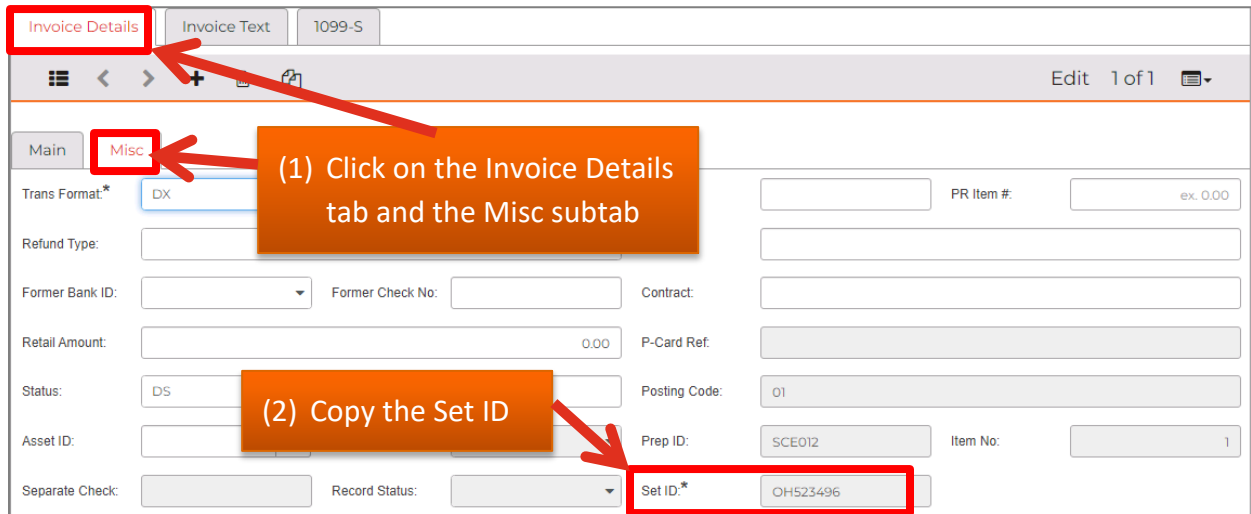 Invoice Details Invoice Text 1099-S
Edit 1 of 1
Main Misc
(1) Click on the Invoice Details
tab and the Misc subtab
Trans Format:* DX PR Item #: ex. 0.00
Refund Type:
Former Bank ID: Former Check No: Contract:
Retail Amount: 0.00 P-Card Ref:
Status: DS Posting Code: 01
(2) Copy the Set ID
Asset ID: Prep ID: SCE012 Item No: 1
Separate Check: Record Status: Set ID:* OH523496